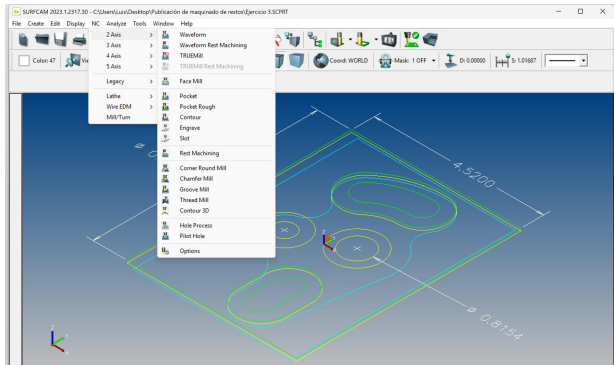 SURFCAM 2023.1.2317.30 - C:\Users\Luis\Desktop\Publicación de maquinado de restos\Ejercicio 3.SCPRT
File Create Edit Display NC Analyze Tools Window Help
Color: 47
Coord: WORLD
Mask: 1 OFF
D: 0.00000
S: 1.01687
2 Axis
3 Axis
4 Axis
5 Axis
Legacy
Lathe
Wire EDM
Mill/Turn
Waveform
Waveform Rest Machining
TRUEMill
TRUEMill Rest Machining
Face Mill
Pocket
Pocket Rough
Contour
Engrave
Slot
Rest Machining
Corner Round Mill
Chamfer Mill
Groove Mill
Thread Mill
Contour 3D
Hole Process
Pilot Hole
Options
4.5200
⌀ 0.8154